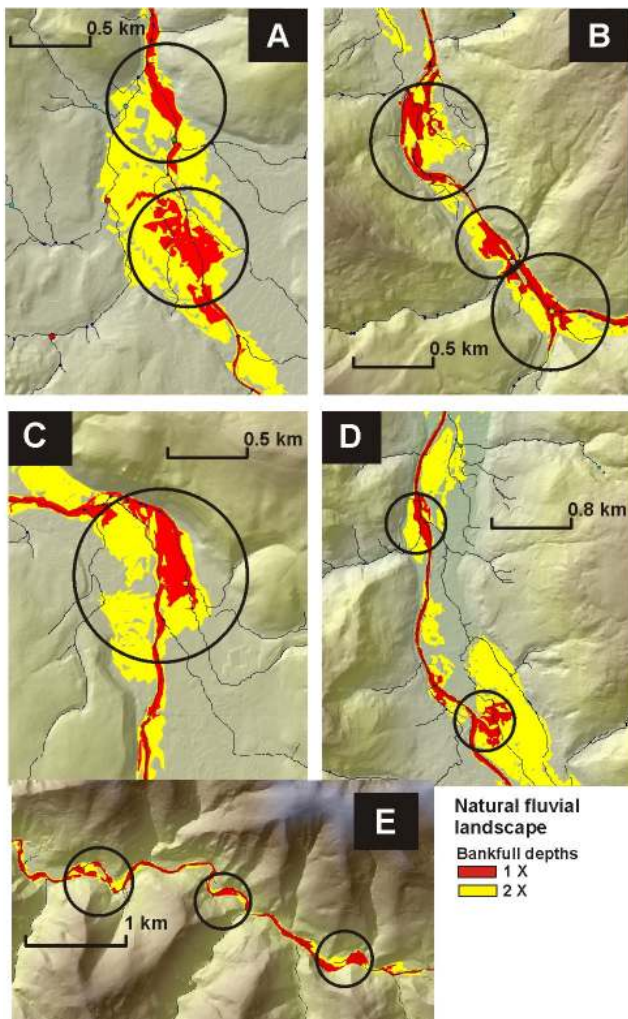 0.5 km
A
B
0.5 km
C
0.5 km
D
0.8 km
E
1 km
Natural fluvial
landscape
Bankfull depths
1 X
2 X